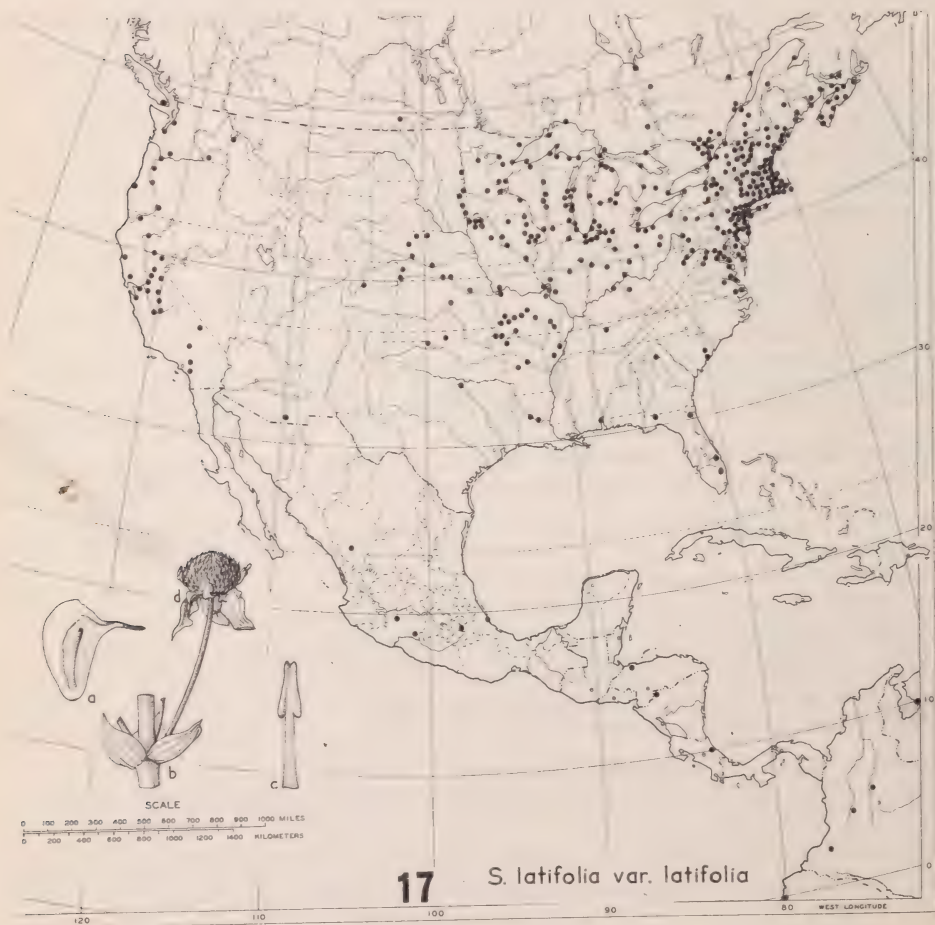 0
40
30
20
10
0
a
b
c
d
SCALE
0 100 200 300 400 500 600 700 800 900 1000 MILES
0 200 400 600 800 1000 1200 1400 KILOMETERS
17 S. latifolia var. latifolia
120 110 100 90 80 WEST LONGITUDE